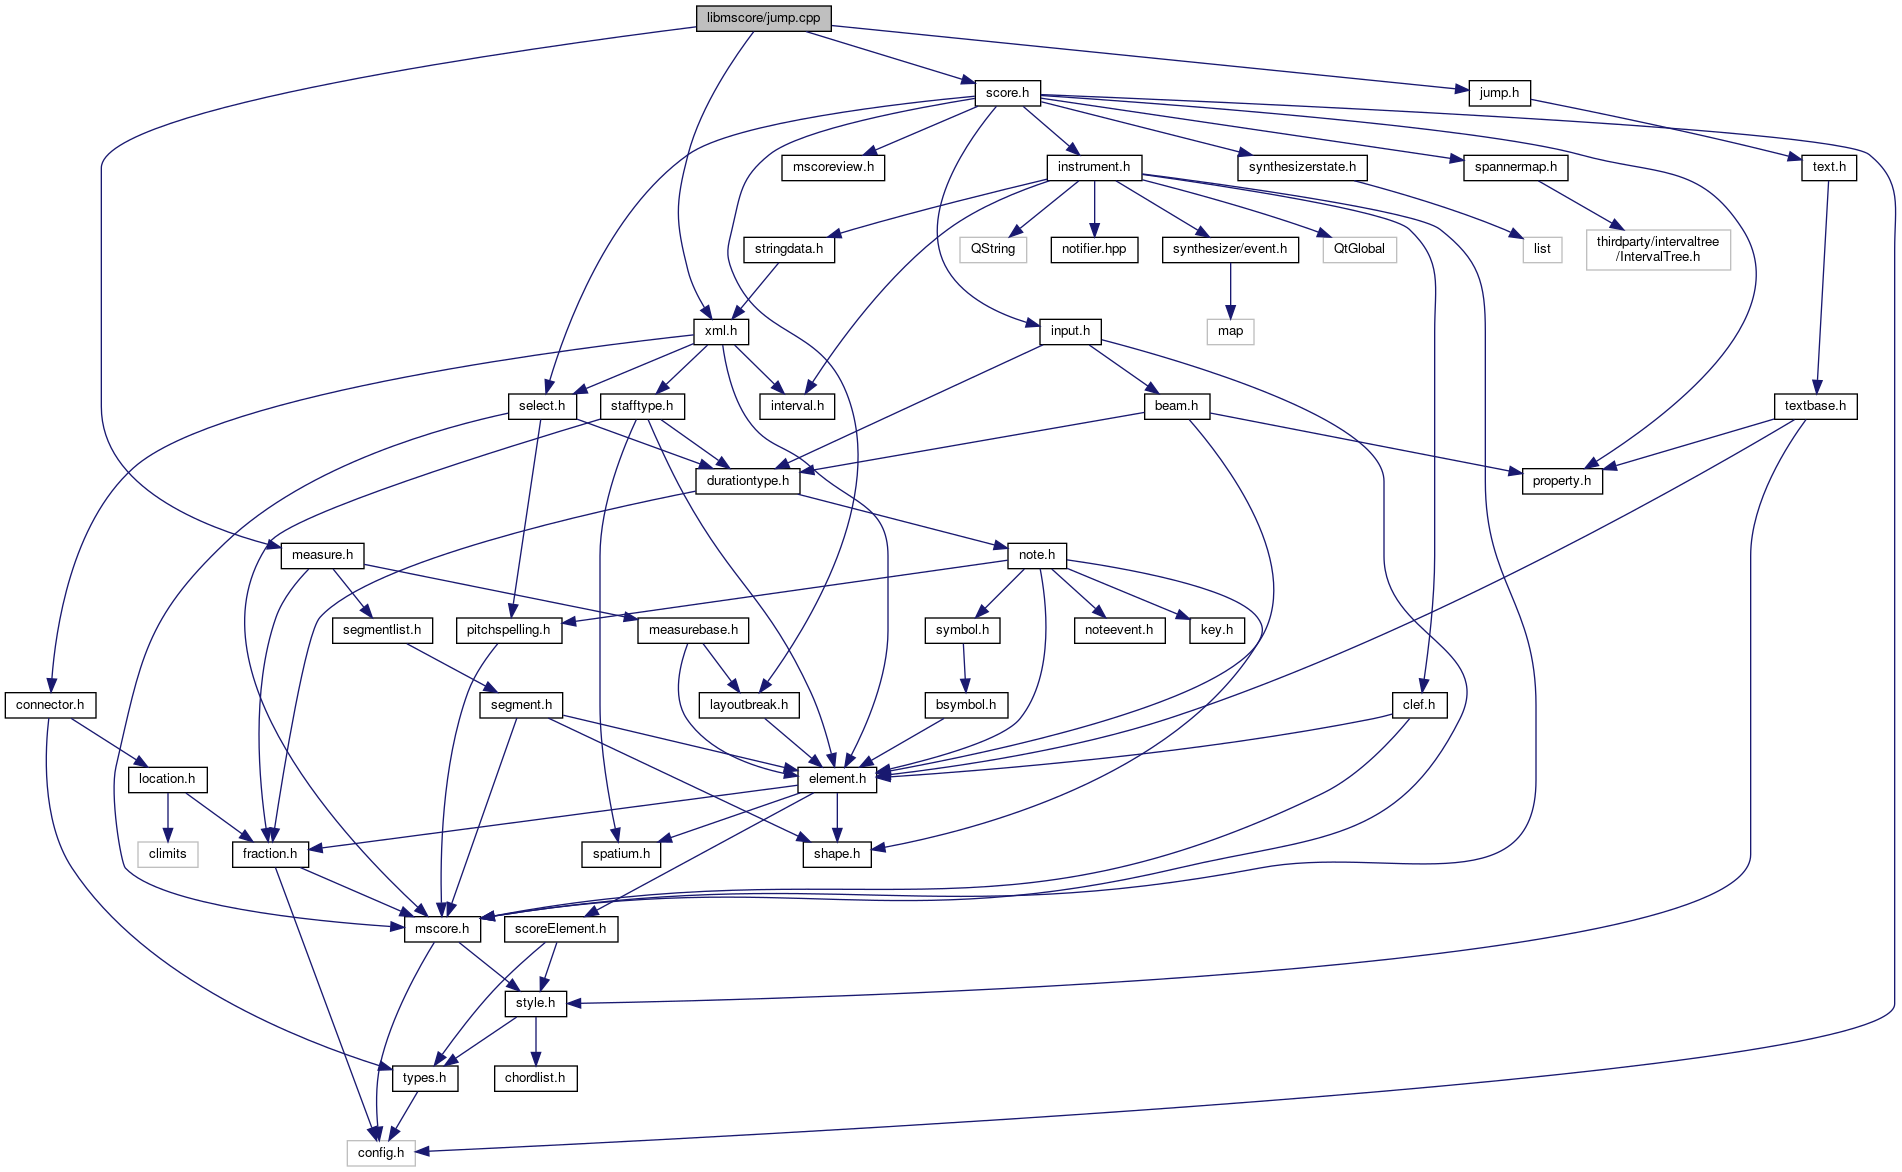 libmscore/jump.cpp
score.h
jump.h
mscoreview.h
instrument.h
synthesizerstate.h
spannermap.h
text.h
stringdata.h
QString
notifier.hpp
synthesizer/event.h
QtGlobal
list
thirdparty/intervaltree
/IntervalTree.h
xml.h
input.h
map
select.h
stafftype.h
interval.h
beam.h
textbase.h
durationtype.h
property.h
measure.h
note.h
segmentlist.h
pitchspelling.h
measurebase.h
symbol.h
noteevent.h
key.h
connector.h
segment.h
layoutbreak.h
bsymbol.h
clef.h
location.h
element.h
climits
fraction.h
spatium.h
shape.h
mscore.h
scoreElement.h
style.h
types.h
chordlist.h
config.h